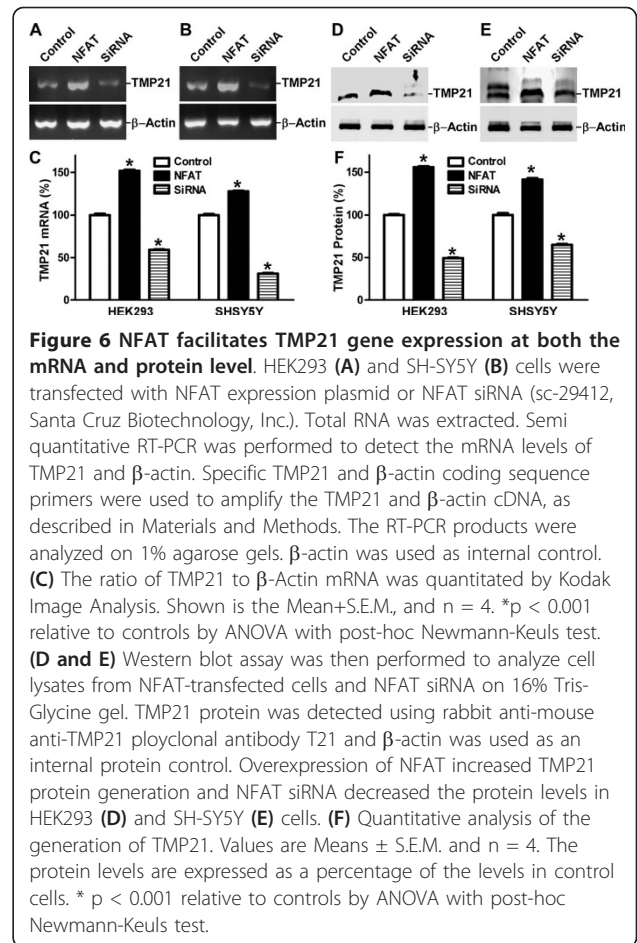 A B D E
Control NFAT SiRNA Control NFAT SiRNA Control NFAT SiRNA Control NFAT SiRNA
–TMP21 –TMP21 –TMP21 –TMP21
–β-Actin –β-Actin –β-Actin –β-Actin
C
TMP21 mRNA (%)
150
100
50
0
Control
NFAT
SiRNA
* * * *
HEK293 SHSY5Y
F
TMP21 Protein (%)
150
100
50
0
Control
NFAT
SiRNA
* * * *
HEK293 SHSY5Y
Figure 6 NFAT facilitates TMP21 gene expression at both the
mRNA and protein level. HEK293 (A) and SH-SY5Y (B) cells were
transfected with NFAT expression plasmid or NFAT siRNA (sc-29412,
Santa Cruz Biotechnology, Inc.). Total RNA was extracted. Semi
quantitative RT-PCR was performed to detect the mRNA levels of
TMP21 and β-actin. Specific TMP21 and β-actin coding sequence
primers were used to amplify the TMP21 and β-actin cDNA, as
described in Materials and Methods. The RT-PCR products were
analyzed on 1% agarose gels. β-actin was used as internal control.
(C) The ratio of TMP21 to β-Actin mRNA was quantitated by Kodak
Image Analysis. Shown is the Mean+S.E.M., and n = 4. *p < 0.001
relative to controls by ANOVA with post-hoc Newmann-Keuls test.
(D and E) Western blot assay was then performed to analyze cell
lysates from NFAT-transfected cells and NFAT siRNA on 16% Tris-
Glycine gel. TMP21 protein was detected using rabbit anti-mouse
anti-TMP21 ployclonal antibody T21 and β-actin was used as an
internal protein control. Overexpression of NFAT increased TMP21
protein generation and NFAT siRNA decreased the protein levels in
HEK293 (D) and SH-SY5Y (E) cells. (F) Quantitative analysis of the
generation of TMP21. Values are Means ± S.E.M. and n = 4. The
protein levels are expressed as a percentage of the levels in control
cells. * p < 0.001 relative to controls by ANOVA with post-hoc
Newmann-Keuls test.